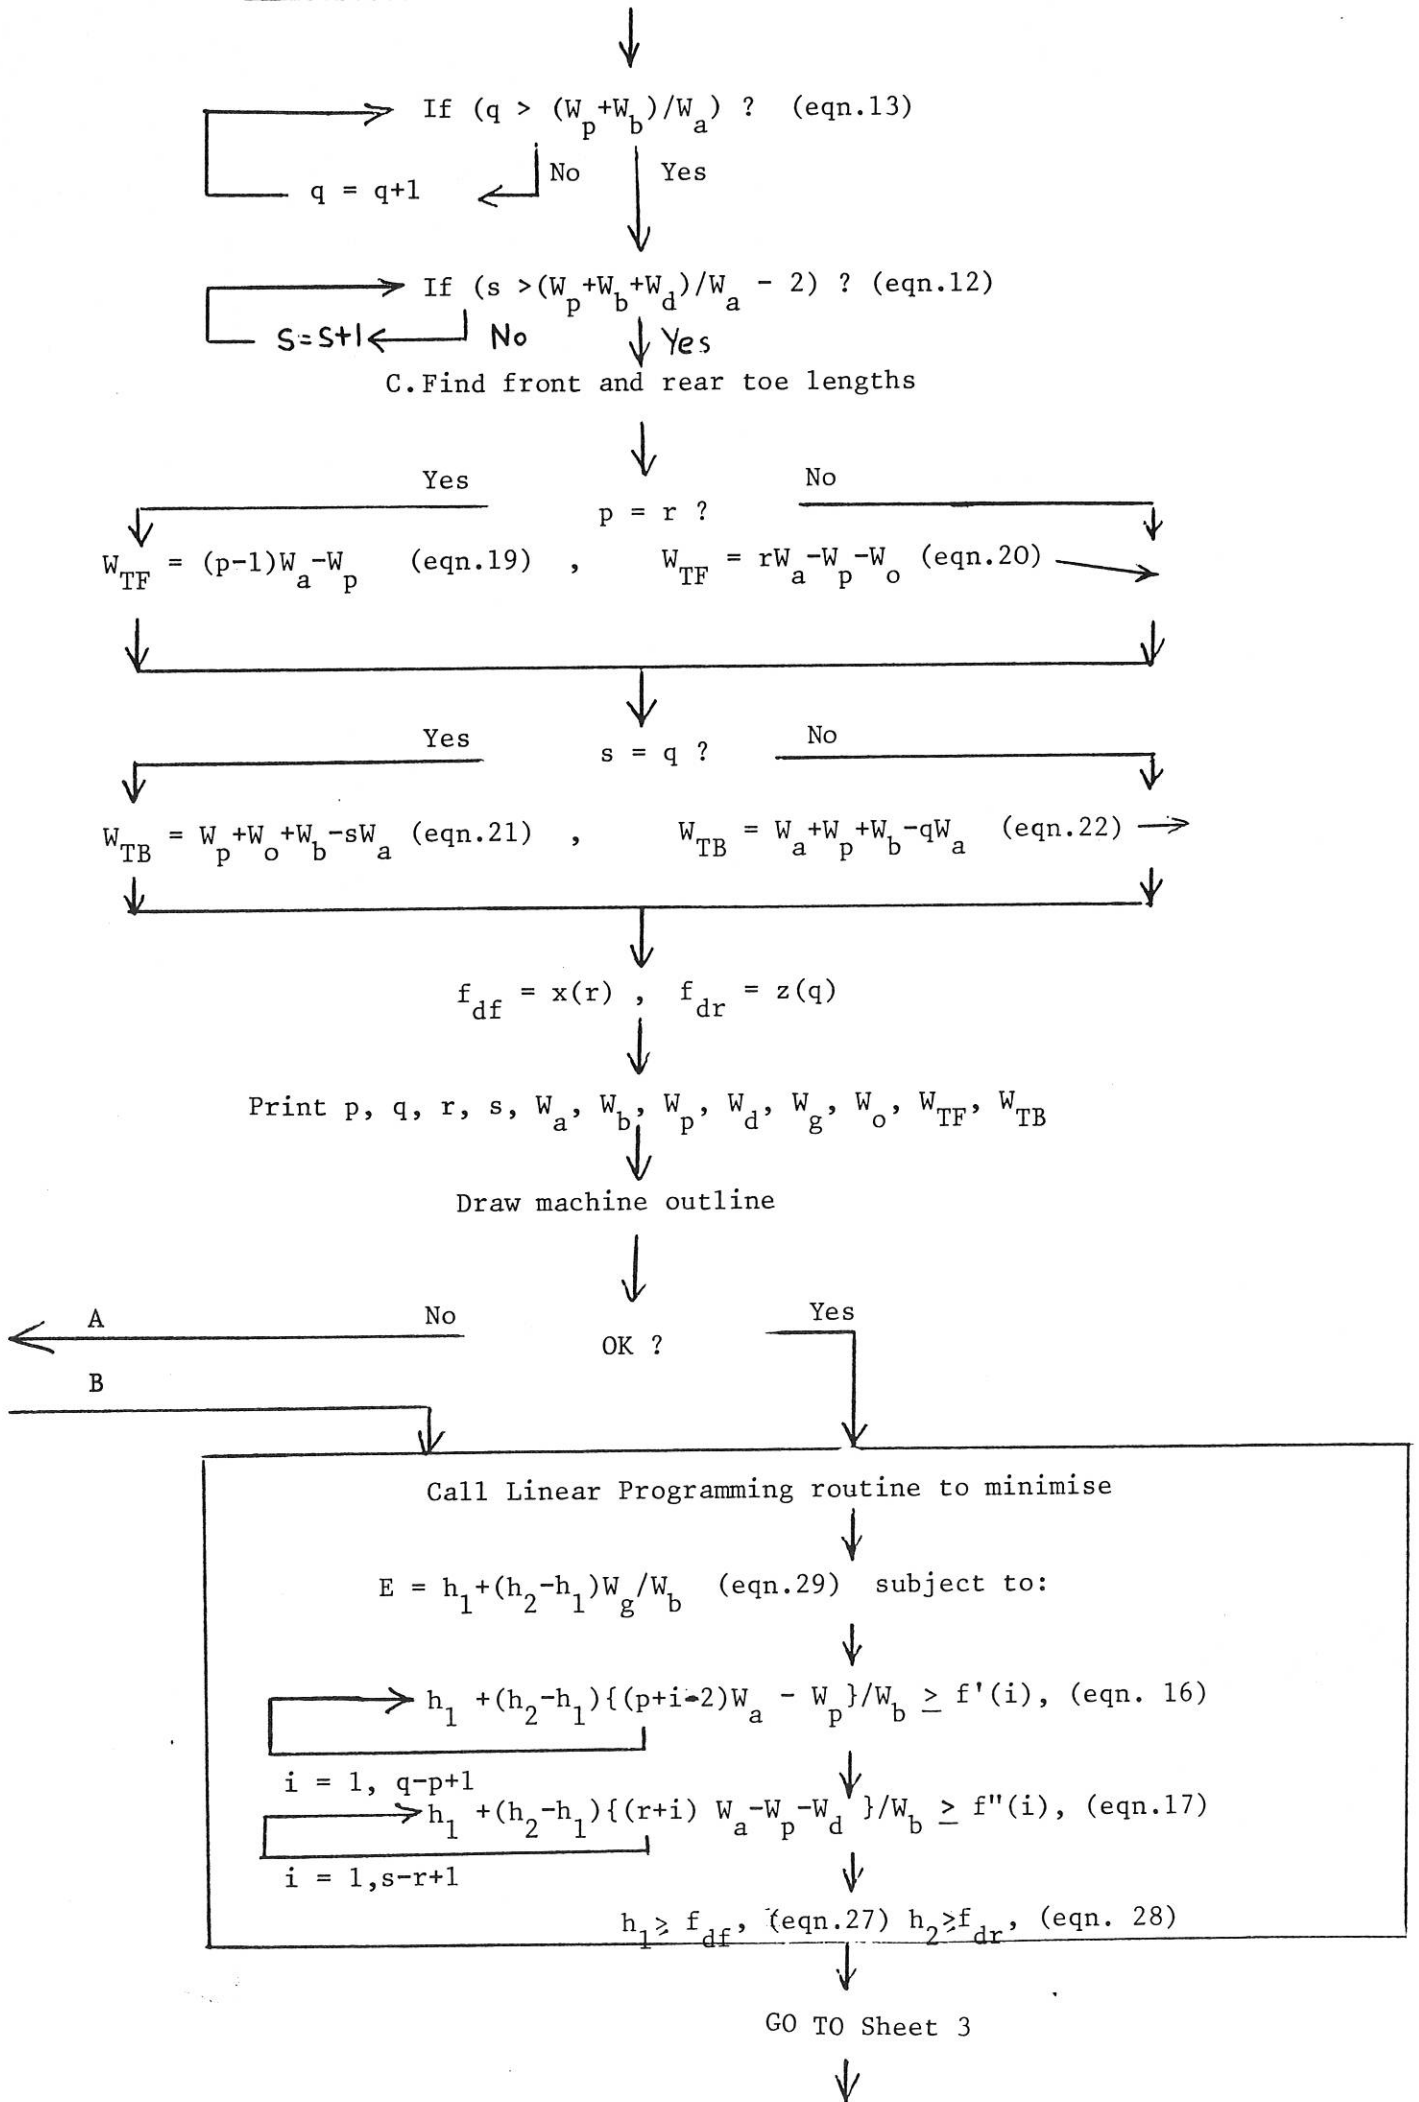 If (q > (W_p+W_b)/W_a) ? (eqn.13)
No Yes
q = q+1
If (s >(W_p+W_b+W_d)/W_a - 2) ? (eqn.12)
S=S+1 No Yes
C.Find front and rear toe lengths
Yes No
p = r ?
W_TF = (p-1)W_a-W_p (eqn.19) , W_TF = rW_a-W_p-W_o (eqn.20)
Yes No
s = q ?
W_TB = W_p+W_o+W_b-sW_a (eqn.21) , W_TB = W_a+W_p+W_b-qW_a (eqn.22)
f_df = x(r) , f_dr = z(q)
Print p, q, r, s, W_a, W_b, W_p, W_d, W_g, W_o, W_TF, W_TB
Draw machine outline
A No Yes
OK ?
B
Call Linear Programming routine to minimise
E = h_1+(h_2-h_1)W_g/W_b (eqn.29) subject to:
h_1 +(h_2-h_1){(p+i-2)W_a - W_p}/W_b ≥ f'(i), (eqn. 16)
i = 1, q-p+1
h_1 +(h_2-h_1){(r+i) W_a-W_p-W_d }/W_b ≥ f"(i), (eqn.17)
i = 1,s-r+1
h_1≥ f_df, (eqn.27) h_2≥f_dr, (eqn. 28)
GO TO Sheet 3